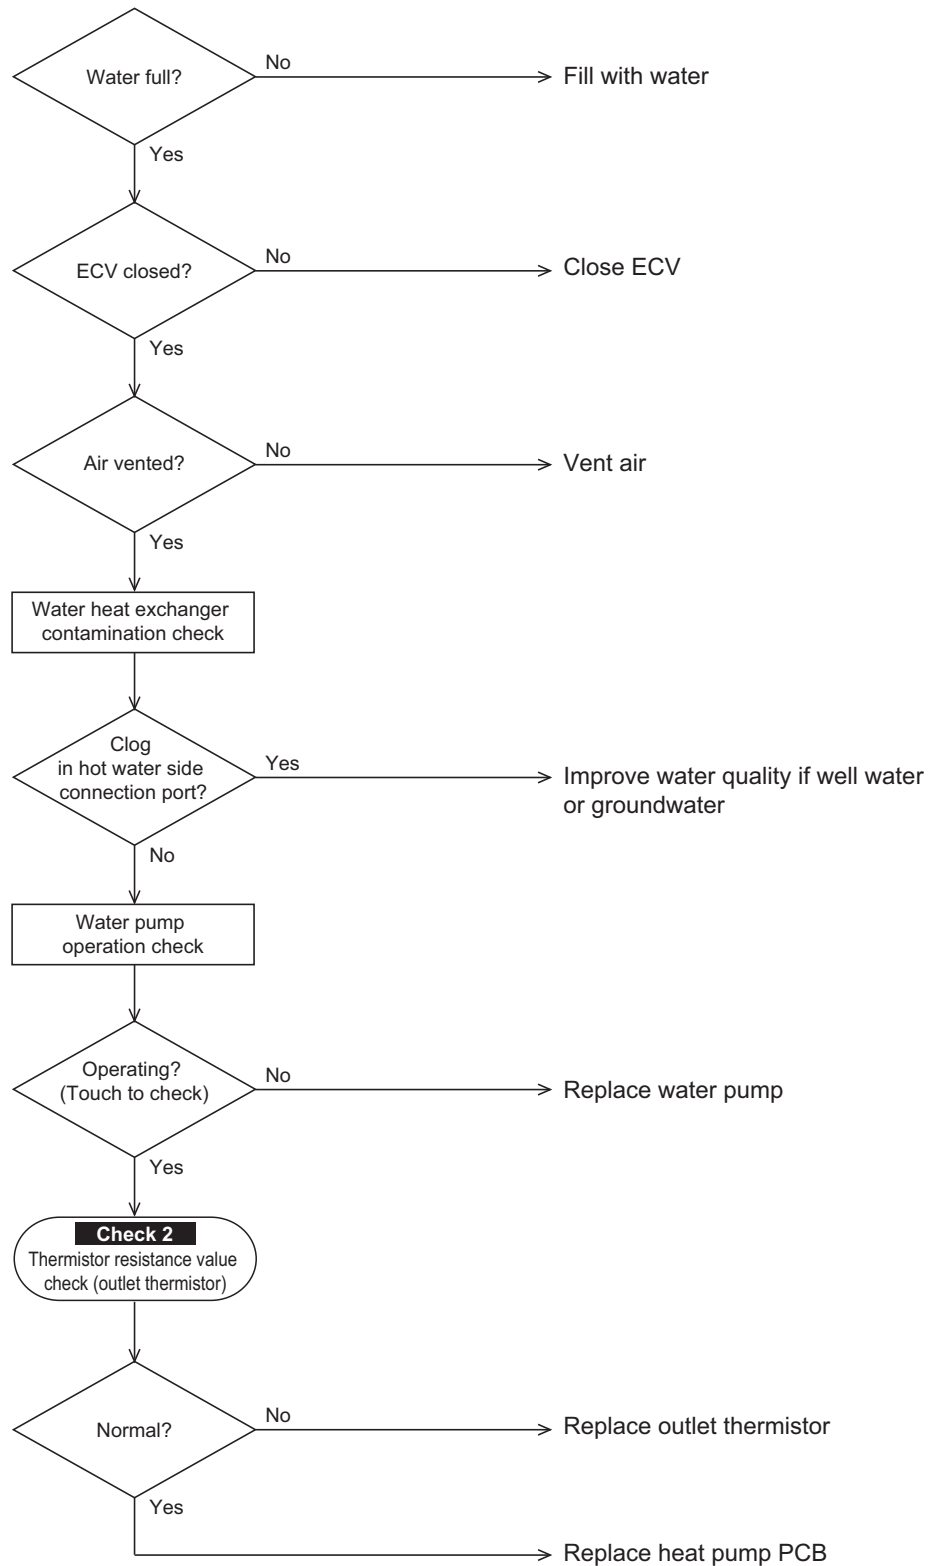 Water full?
No
Fill with water
Yes
ECV closed?
No
Close ECV
Yes
Air vented?
No
Vent air
Yes
Water heat exchanger
contamination check
Clog
in hot water side
connection port?
Yes
Improve water quality if well water
or groundwater
No
Water pump
operation check
Operating?
(Touch to check)
No
Replace water pump
Yes
Check 2
Thermistor resistance value
check (outlet thermistor)
Normal?
No
Replace outlet thermistor
Yes
Replace heat pump PCB